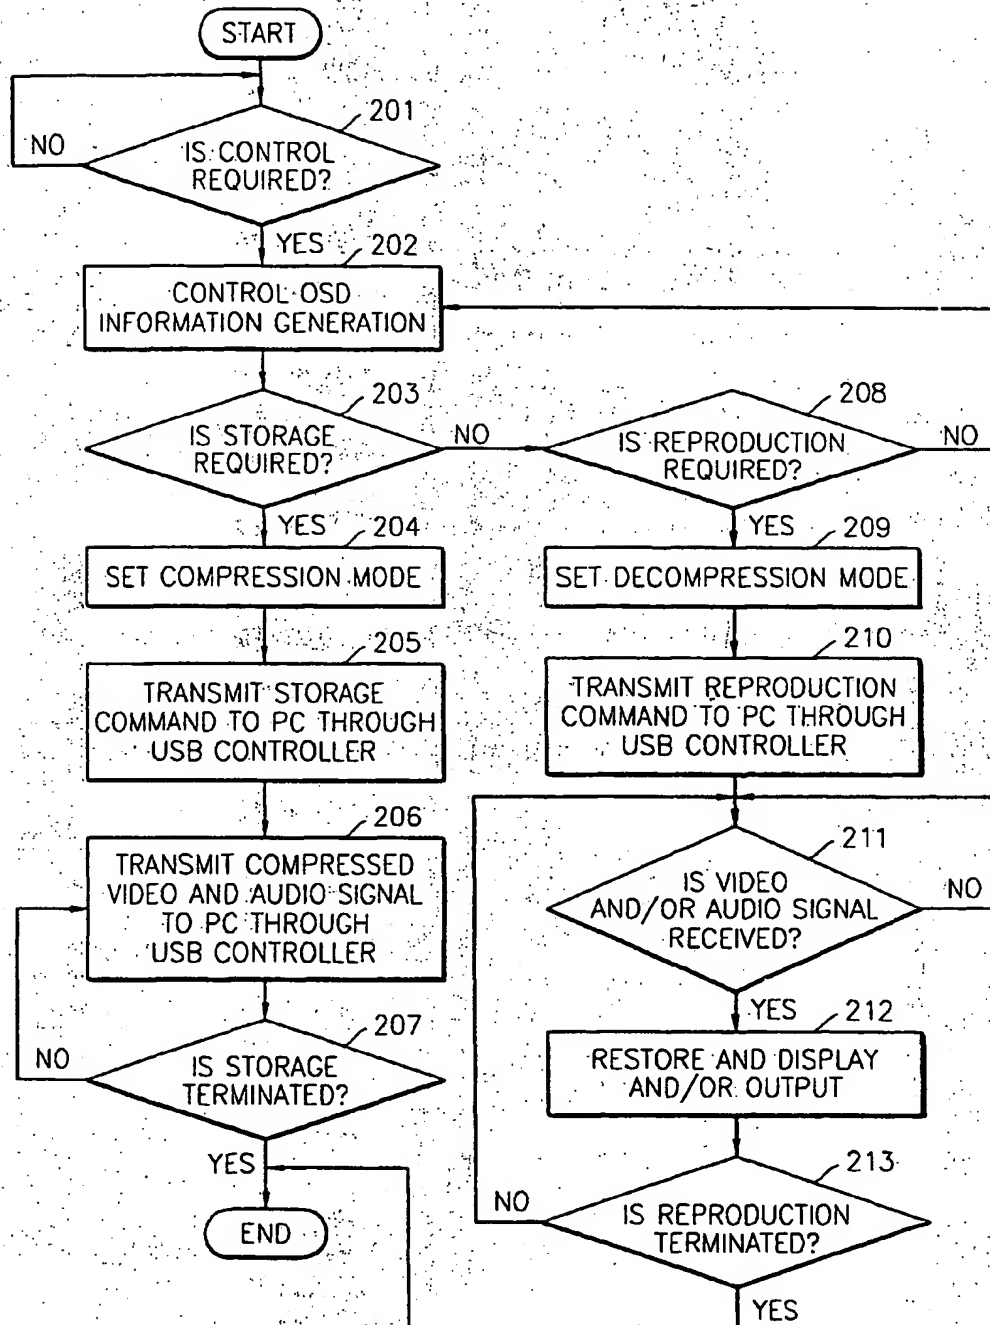 START
201
NO
IS CONTROL
REQUIRED?
YES
202
CONTROL OSD
INFORMATION GENERATION
203
IS STORAGE
REQUIRED?
NO
208
IS REPRODUCTION
REQUIRED?
NO
YES
204
SET COMPRESSION MODE
YES
209
SET DECOMPRESSION MODE
205
TRANSMIT STORAGE
COMMAND TO PC THROUGH
USB CONTROLLER
210
TRANSMIT REPRODUCTION
COMMAND TO PC THROUGH
USB CONTROLLER
206
TRANSMIT COMPRESSED
VIDEO AND AUDIO SIGNAL
TO PC THROUGH
USB CONTROLLER
211
IS VIDEO
AND/OR AUDIO SIGNAL
RECEIVED?
NO
YES
212
RESTORE AND DISPLAY
AND/OR OUTPUT
207
NO
IS STORAGE
TERMINATED?
YES
END
213
NO
IS REPRODUCTION
TERMINATED?
YES